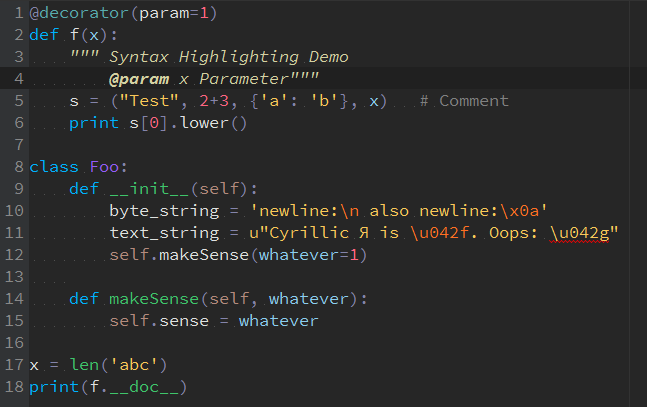 1 @decorator(param=1)
2 def f(x):
3     """ Syntax Highlighting Demo
4         @param x Parameter"""
5     s = ("Test", 2+3, {'a': 'b'}, x)   # Comment
6     print s[0].lower()
7
8 class Foo:
9     def __init__(self):
10         byte_string = 'newline:\n also newline:\x0a'
11         text_string = u"Cyrillic Я is \u042f. Oops: \u042g"
12         self.makeSense(whatever=1)
13
14     def makeSense(self, whatever):
15         self.sense = whatever
16
17 x = len('abc')
18 print(f.__doc__)